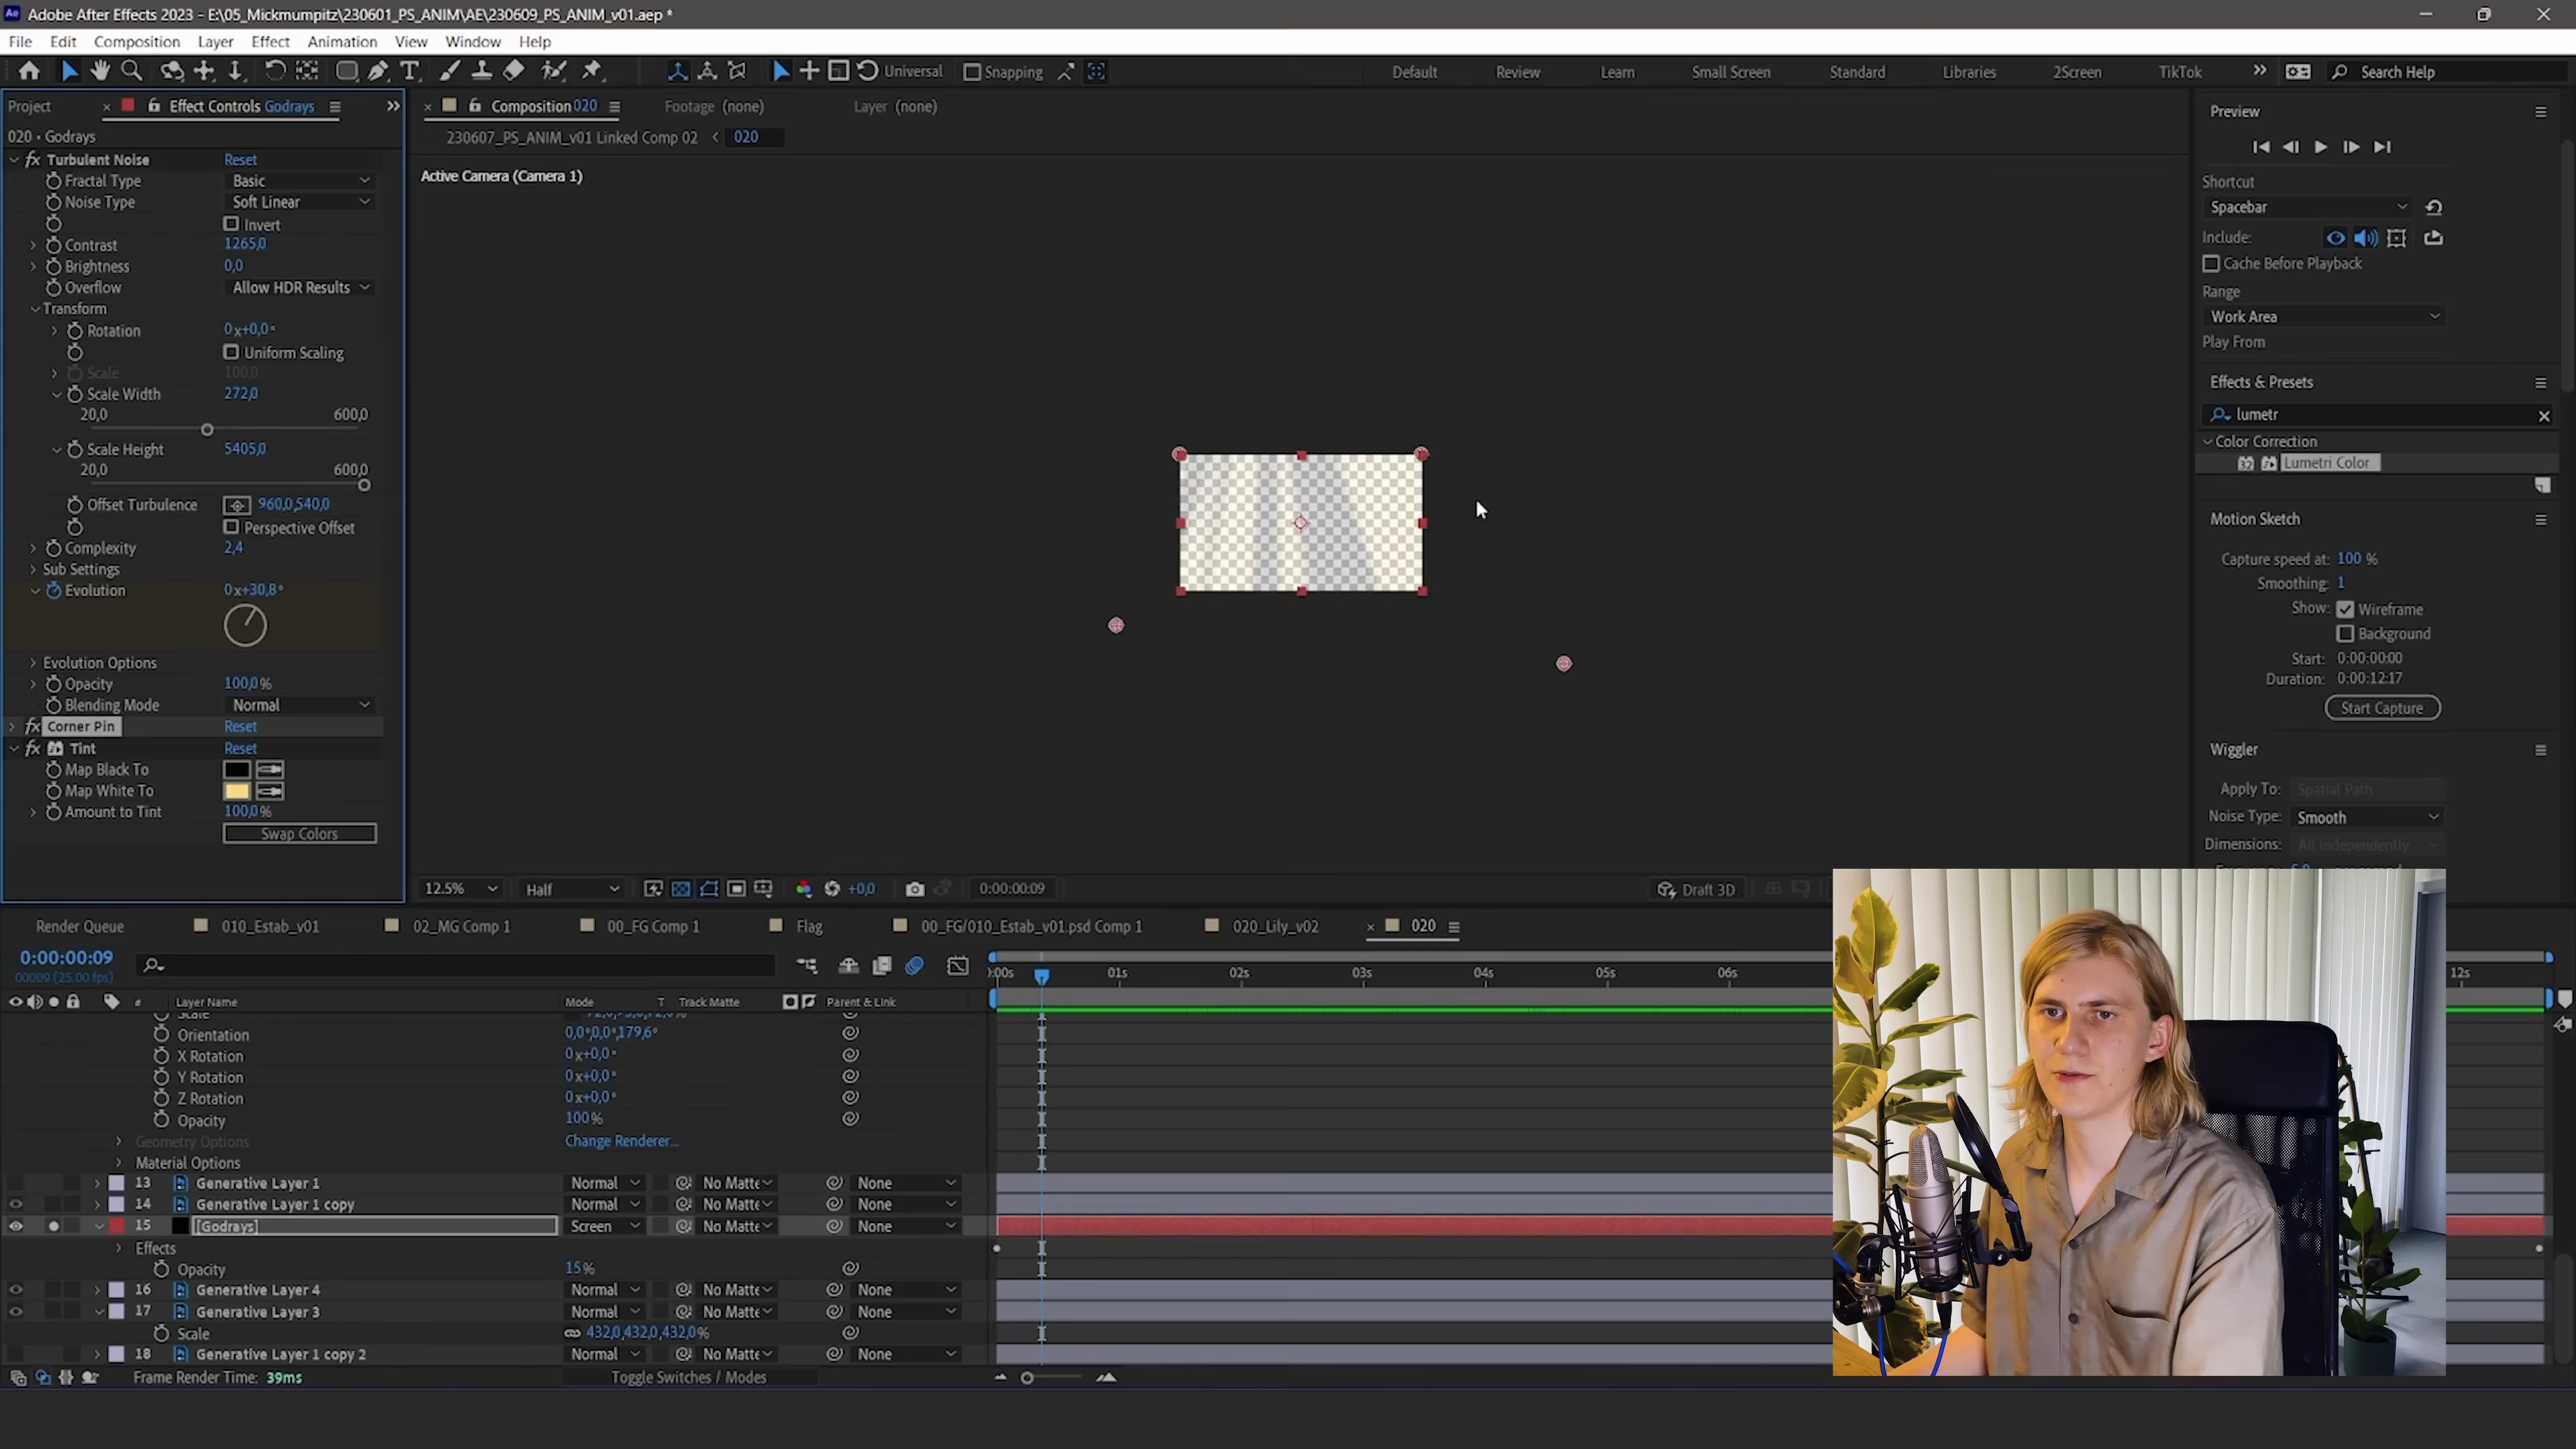 Adobe After Effects 2023 - E:\05_Mickmumpitz\230601_PS_ANIM\AE\230609_PS_ANIM_v01.aep *
File Edit Composition Layer Effect Animation View Window Help
Universal Snapping Default Review Learn Small Screen Standard Libraries 2Screen TikTok Search Help
Project Effect Controls Godrays
020 • Godrays
Turbulent Noise Reset
Fractal Type Basic
Noise Type Soft Linear
Invert
Contrast 1265,0
Brightness 0,0
Overflow Allow HDR Results
Transform
Rotation 0x+0,0°
Uniform Scaling
Scale 100,0
Scale Width 272,0
20,0 600,0
Scale Height 5405,0
20,0 600,0
Offset Turbulence 960,0,540,0
Perspective Offset
Complexity 2,4
Sub Settings
Evolution 0x+30,8°
Evolution Options
Opacity 100,0%
Blending Mode Normal
Corner Pin Reset
Tint Reset
Map Black To
Map White To
Amount to Tint 100,0%
Swap Colors
Composition 020 Footage (none) Layer (none)
230607_PS_ANIM_v01 Linked Comp 02 < 020
Active Camera (Camera 1)
12.5% Half +0,0 0:00:00:09 Draft 3D
Preview
Shortcut
Spacebar
Include:
Cache Before Playback
Range
Work Area
Play From
Effects & Presets
lumetr
Color Correction
32 Lumetri Color
Motion Sketch
Capture speed at: 100 %
Smoothing: 1
Show: Wireframe
Background
Start: 0:00:00:00
Duration: 0:00:12:17
Start Capture
Wiggler
Apply To: Spatial Path
Noise Type: Smooth
Dimensions: All Independently
Render Queue 010_Estab_v01 02_MG Comp 1 00_FG Comp 1 Flag 00_FG/010_Estab_v01.psd Comp 1 020_Lily_v02 020
0:00:00:09
00009 (25.00 fps)
:00s 01s 02s 03s 04s 05s 06s 12s
# Layer Name Mode T Track Matte Parent & Link
Scale
Orientation 0,0°,0,0°,179,6°
X Rotation 0x+0,0°
Y Rotation 0x+0,0°
Z Rotation 0x+0,0°
Opacity 100%
Geometry Options Change Renderer...
Material Options
13 Generative Layer 1 Normal No Matte None
14 Generative Layer 1 copy Normal No Matte None
15 [Godrays] Screen No Matte None
Effects
Opacity 15%
16 Generative Layer 4 Normal No Matte None
17 Generative Layer 3 Normal No Matte None
Scale 432,0,432,0,432,0%
18 Generative Layer 1 copy 2 Normal No Matte None
Frame Render Time: 39ms Toggle Switches / Modes